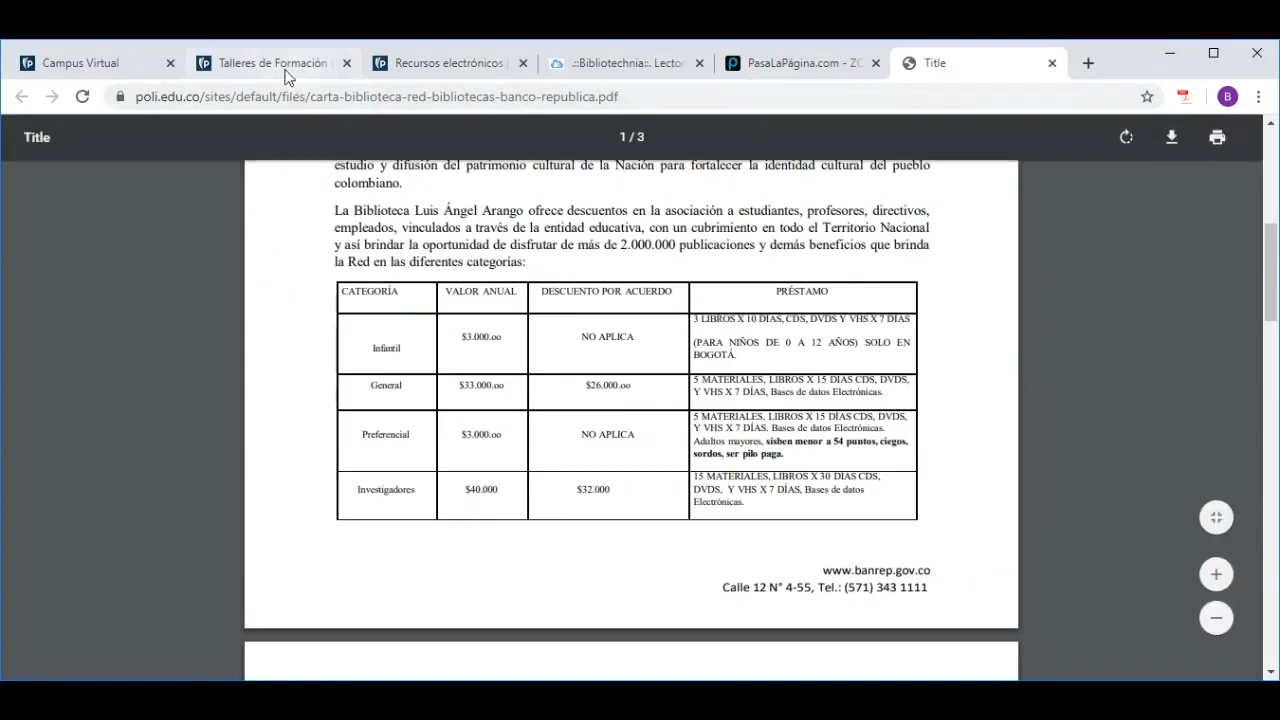 Campus Virtual
Talleres de Formación
Recursos electrónicos
.::Bibliotechnia::. Lector
PasaLaPágina.com - ZO
Title
poli.edu.co/sites/default/files/carta-biblioteca-red-bibliotecas-banco-republica.pdf
B
Title
1 / 3
estudio y difusión del patrimonio cultural de la Nación para fortalecer la identidad cultural del pueblo
colombiano.
La Biblioteca Luis Ángel Arango ofrece descuentos en la asociación a estudiantes, profesores, directivos,
empleados, vinculados a través de la entidad educativa, con un cubrimiento en todo el Territorio Nacional
y así brindar la oportunidad de disfrutar de más de 2.000.000 publicaciones y demás beneficios que brinda
la Red en las diferentes categorías:
CATEGORÍA VALOR ANUAL DESCUENTO POR ACUERDO PRÉSTAMO
Infantil $3.000.oo NO APLICA
3 LIBROS X 10 DIAS, CDS, DVDS Y VHS X 7 DIAS
(PARA NIÑOS DE 0 A 12 AÑOS) SOLO EN
BOGOTÁ.
General $33.000.oo $26.000.oo
5 MATERIALES, LIBROS X 15 DIAS CDS, DVDS,
Y VHS X 7 DÍAS, Bases de datos Electrónicas.
Preferencial $3.000.oo NO APLICA
5 MATERIALES, LIBROS X 15 DÍAS CDS, DVDS,
Y VHS X 7 DÍAS. Bases de datos Electrónicas.
Adultos mayores, sisben menor a 54 puntos, ciegos,
sordos, ser pilo paga.
Investigadores $40.000 $32.000
15 MATERIALES, LIBROS X 30 DIAS CDS,
DVDS, Y VHS X 7 DÍAS, Bases de datos
Electrónicas.
www.banrep.gov.co
Calle 12 N° 4-55, Tel.: (571) 343 1111